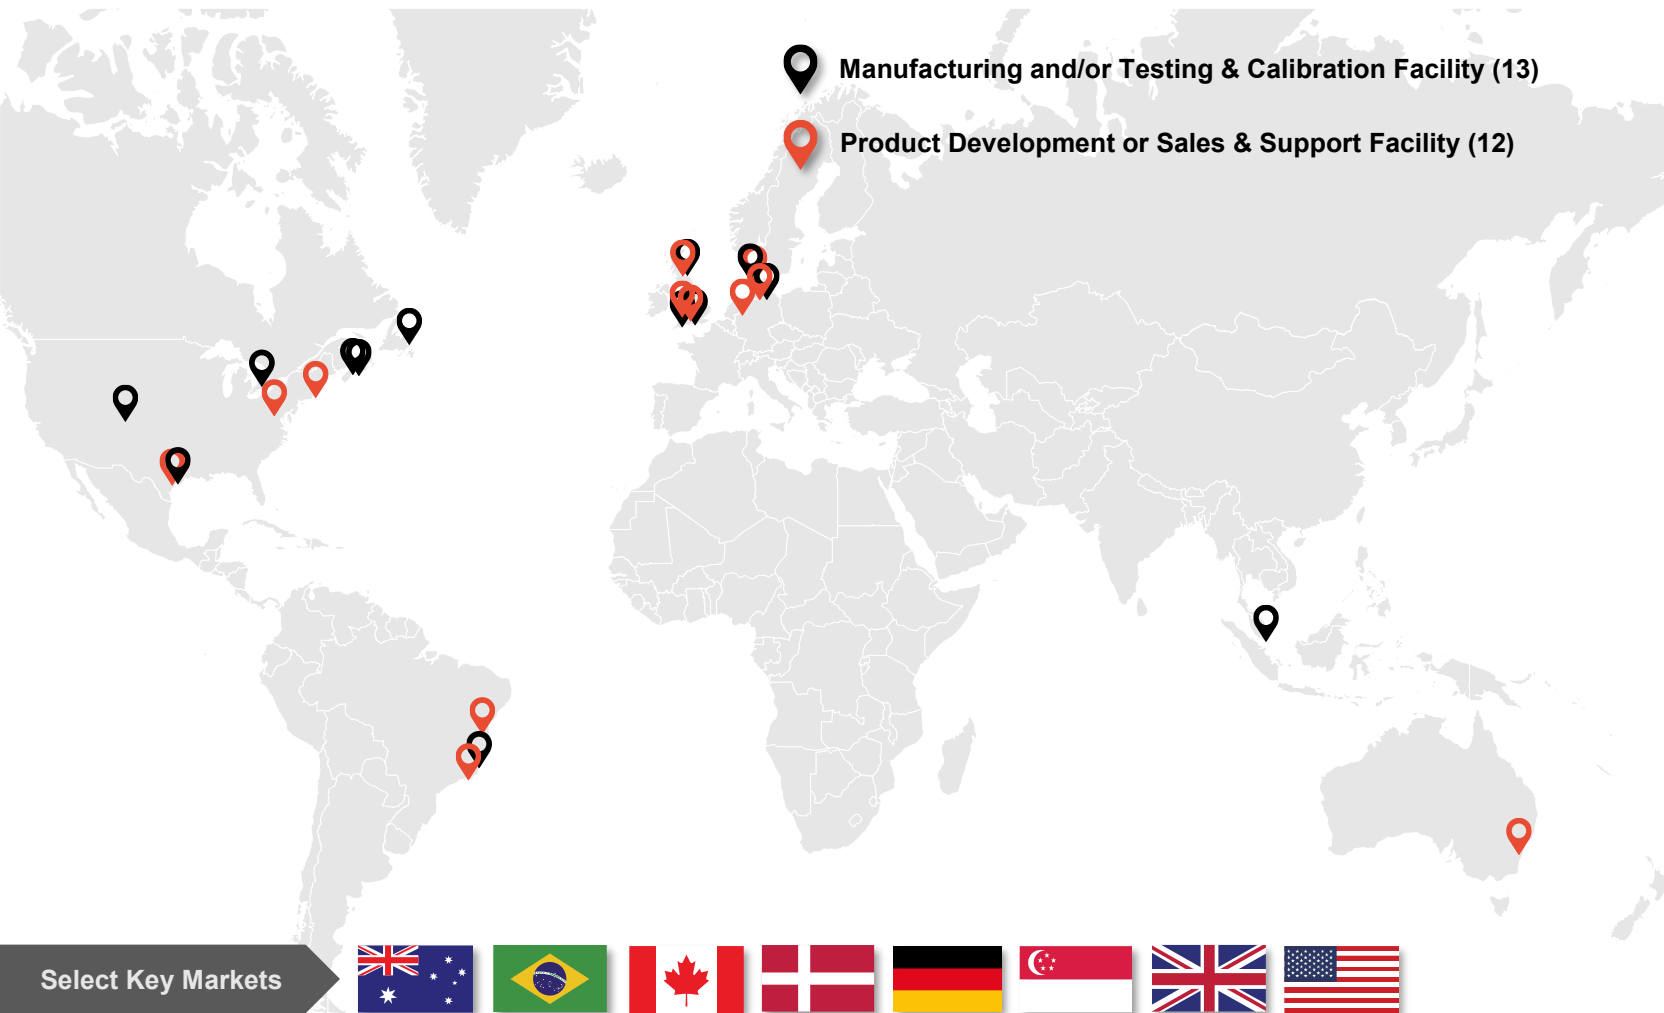 Manufacturing and/or Testing & Calibration Facility (13)
Product Development or Sales & Support Facility (12)
Select Key Markets